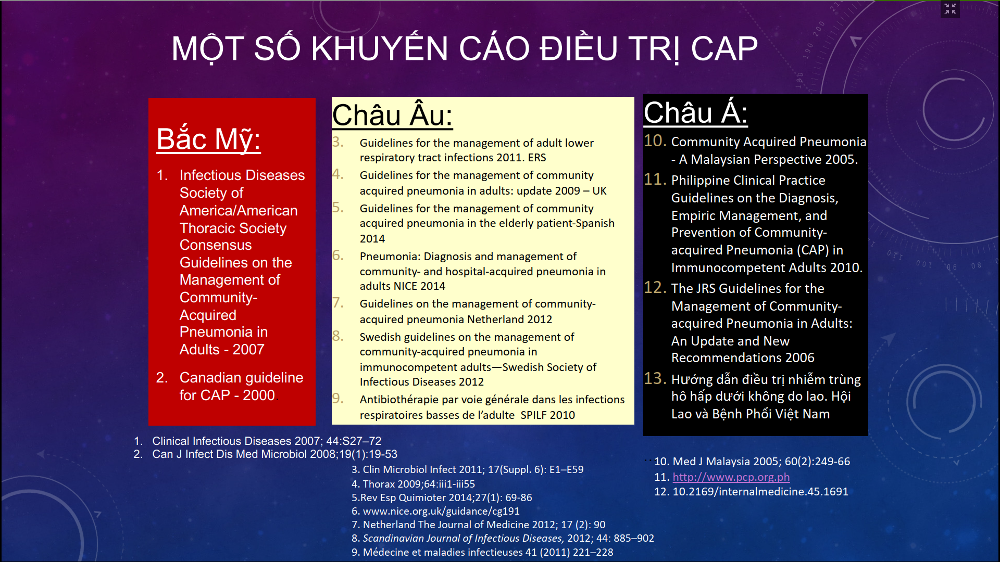 MỘT SỐ KHUYẾN CÁO ĐIỀU TRỊ CAP
Bắc Mỹ:
1. Infectious Diseases
Society of
America/American
Thoracic Society
Consensus
Guidelines on the
Management of
Community-
Acquired
Pneumonia in
Adults - 2007
2. Canadian guideline
for CAP - 2000.
Châu Âu:
3. Guidelines for the management of adult lower
respiratory tract infections 2011. ERS
4. Guidelines for the management of community
acquired pneumonia in adults: update 2009 – UK
5. Guidelines for the management of community
acquired pneumonia in the elderly patient-Spanish
2014
6. Pneumonia: Diagnosis and management of
community- and hospital-acquired pneumonia in
adults NICE 2014
7. Guidelines on the management of community-
acquired pneumonia Netherland 2012
8. Swedish guidelines on the management of
community-acquired pneumonia in
immunocompetent adults—Swedish Society of
Infectious Diseases 2012
9. Antibiothérapie par voie générale dans les infections
respiratoires basses de l’adulte SPILF 2010
Châu Á:
10. Community Acquired Pneumonia
- A Malaysian Perspective 2005.
11. Philippine Clinical Practice
Guidelines on the Diagnosis,
Empiric Management, and
Prevention of Community-
acquired Pneumonia (CAP) in
Immunocompetent Adults 2010.
12. The JRS Guidelines for the
Management of Community-
acquired Pneumonia in Adults:
An Update and New
Recommendations 2006
13. Hướng dẫn điều trị nhiễm trùng
hô hấp dưới không do lao. Hội
Lao và Bệnh Phổi Việt Nam
1. Clinical Infectious Diseases 2007; 44:S27–72
2. Can J Infect Dis Med Microbiol 2008;19(1):19-53
3. Clin Microbiol Infect 2011; 17(Suppl. 6): E1–E59
4. Thorax 2009;64:iii1-iii55
5.Rev Esp Quimioter 2014;27(1): 69-86
6. www.nice.org.uk/guidance/cg191
7. Netherland The Journal of Medicine 2012; 17 (2): 90
8. Scandinavian Journal of Infectious Diseases, 2012; 44: 885–902
9. Médecine et maladies infectieuses 41 (2011) 221–228
...10. Med J Malaysia 2005; 60(2):249-66
11. http://www.pcp.org.ph
12. 10.2169/internalmedicine.45.1691
210
200
190
180
110
100
90
80